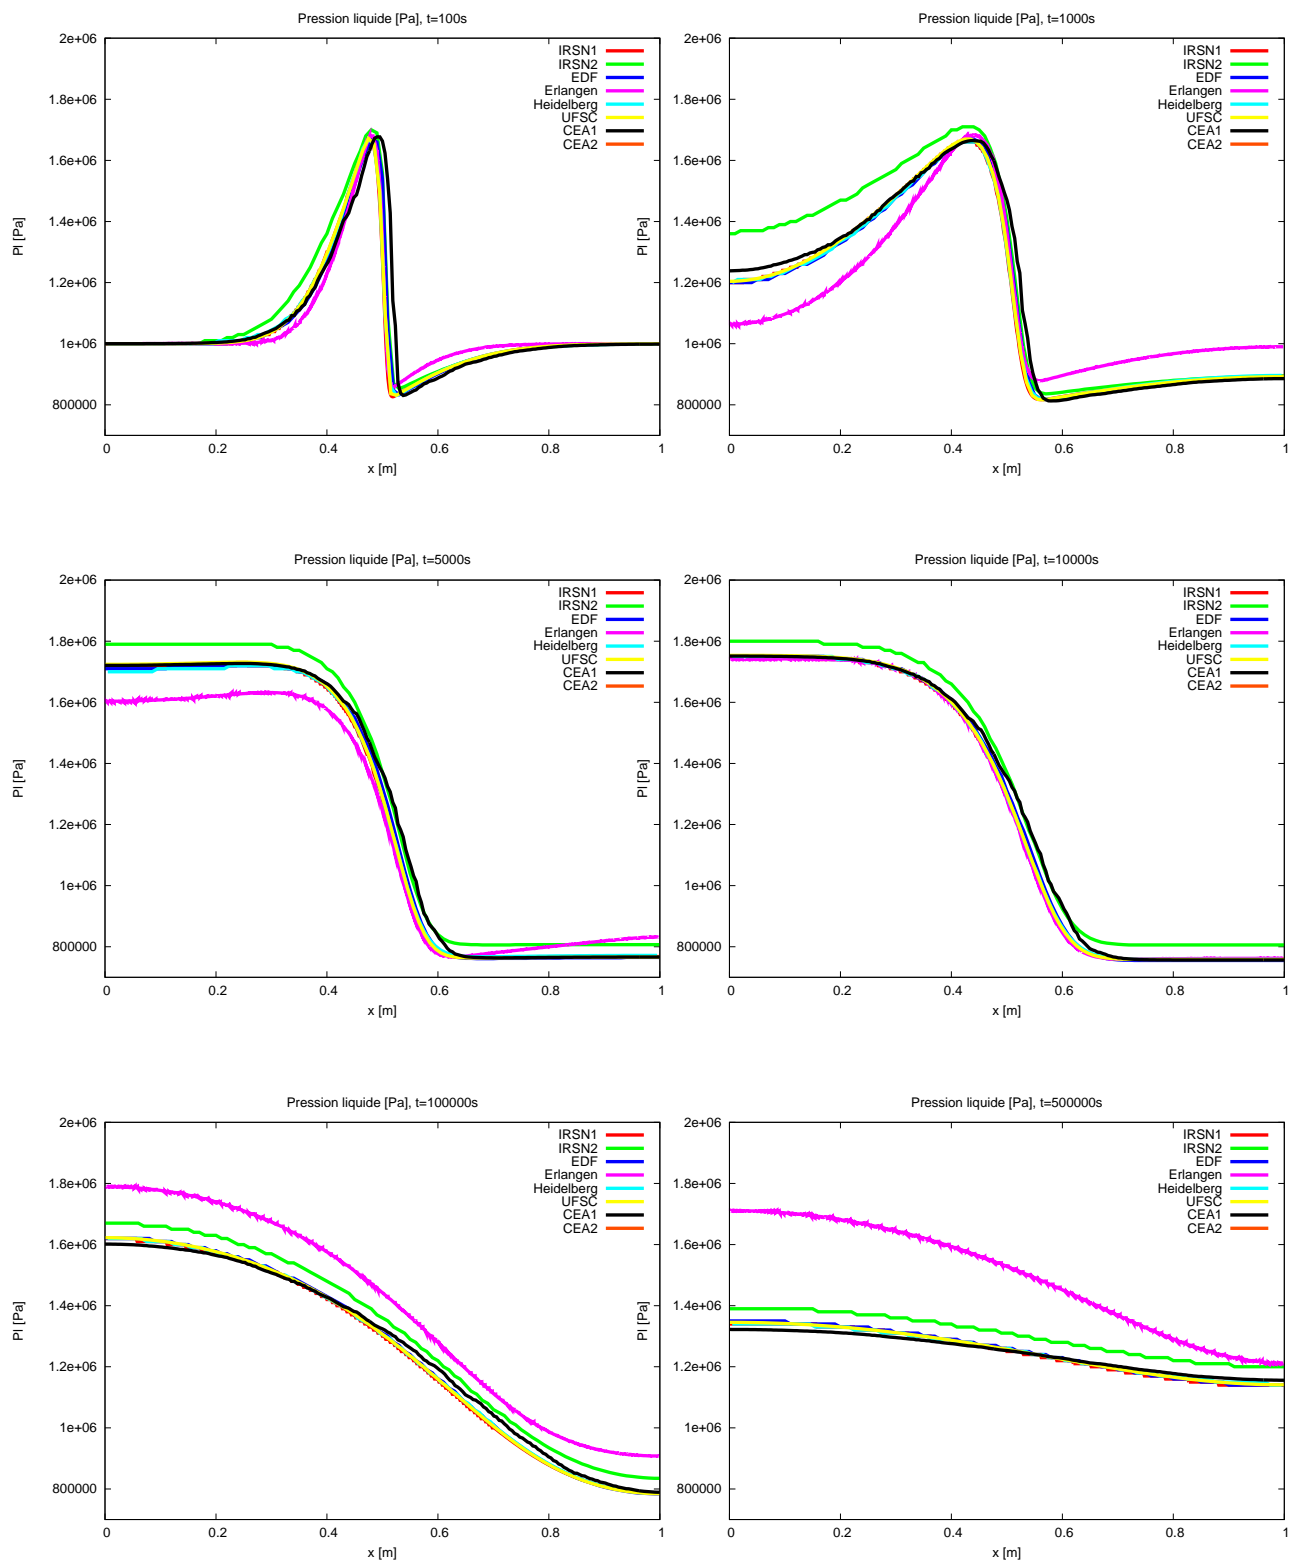 Pression liquide [Pa], t=100s
2e+06
1.8e+06
1.6e+06
1.4e+06
1.2e+06
1e+06
800000
0
0.2
0.4
0.6
0.8
1
Pl [Pa]
x [m]
IRSN1
IRSN2
EDF
Erlangen
Heidelberg
UFSC
CEA1
CEA2
Pression liquide [Pa], t=1000s
2e+06
1.8e+06
1.6e+06
1.4e+06
1.2e+06
1e+06
800000
0
0.2
0.4
0.6
0.8
1
Pl [Pa]
x [m]
IRSN1
IRSN2
EDF
Erlangen
Heidelberg
UFSC
CEA1
CEA2
Pression liquide [Pa], t=5000s
2e+06
1.8e+06
1.6e+06
1.4e+06
1.2e+06
1e+06
800000
0
0.2
0.4
0.6
0.8
1
Pl [Pa]
x [m]
IRSN1
IRSN2
EDF
Erlangen
Heidelberg
UFSC
CEA1
CEA2
Pression liquide [Pa], t=10000s
2e+06
1.8e+06
1.6e+06
1.4e+06
1.2e+06
1e+06
800000
0
0.2
0.4
0.6
0.8
1
Pl [Pa]
x [m]
IRSN1
IRSN2
EDF
Erlangen
Heidelberg
UFSC
CEA1
CEA2
Pression liquide [Pa], t=100000s
2e+06
1.8e+06
1.6e+06
1.4e+06
1.2e+06
1e+06
800000
0
0.2
0.4
0.6
0.8
1
Pl [Pa]
x [m]
IRSN1
IRSN2
EDF
Erlangen
Heidelberg
UFSC
CEA1
CEA2
Pression liquide [Pa], t=500000s
2e+06
1.8e+06
1.6e+06
1.4e+06
1.2e+06
1e+06
800000
0
0.2
0.4
0.6
0.8
1
Pl [Pa]
x [m]
IRSN1
IRSN2
EDF
Erlangen
Heidelberg
UFSC
CEA1
CEA2